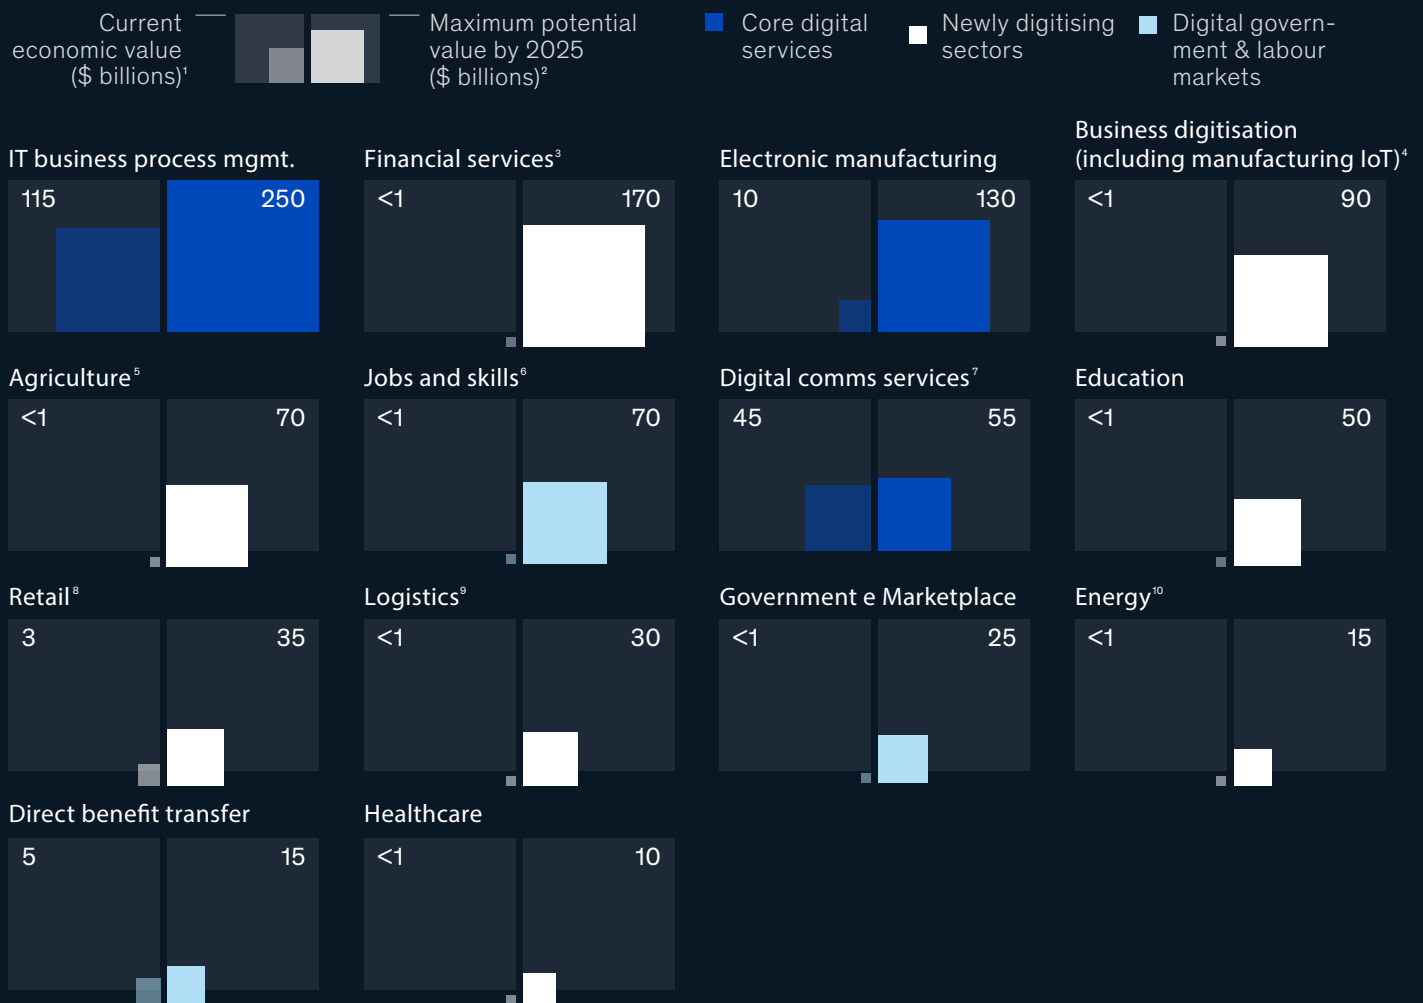 Current
economic value
($ billions)¹
Maximum potential
value by 2025
($ billions)²
Core digital
services
Newly digitising
sectors
Digital govern-
ment & labour
markets
IT business process mgmt.
115 250
Financial services³
<1 170
Electronic manufacturing
10 130
Business digitisation
(including manufacturing IoT)⁴
<1 90
Agriculture⁵
<1 70
Jobs and skills⁶
<1 70
Digital comms services⁷
45 55
Education
<1 50
Retail⁸
3 35
Logistics⁹
<1 30
Government e Marketplace
<1 25
Energy¹⁰
<1 15
Direct benefit transfer
5 15
Healthcare
<1 10